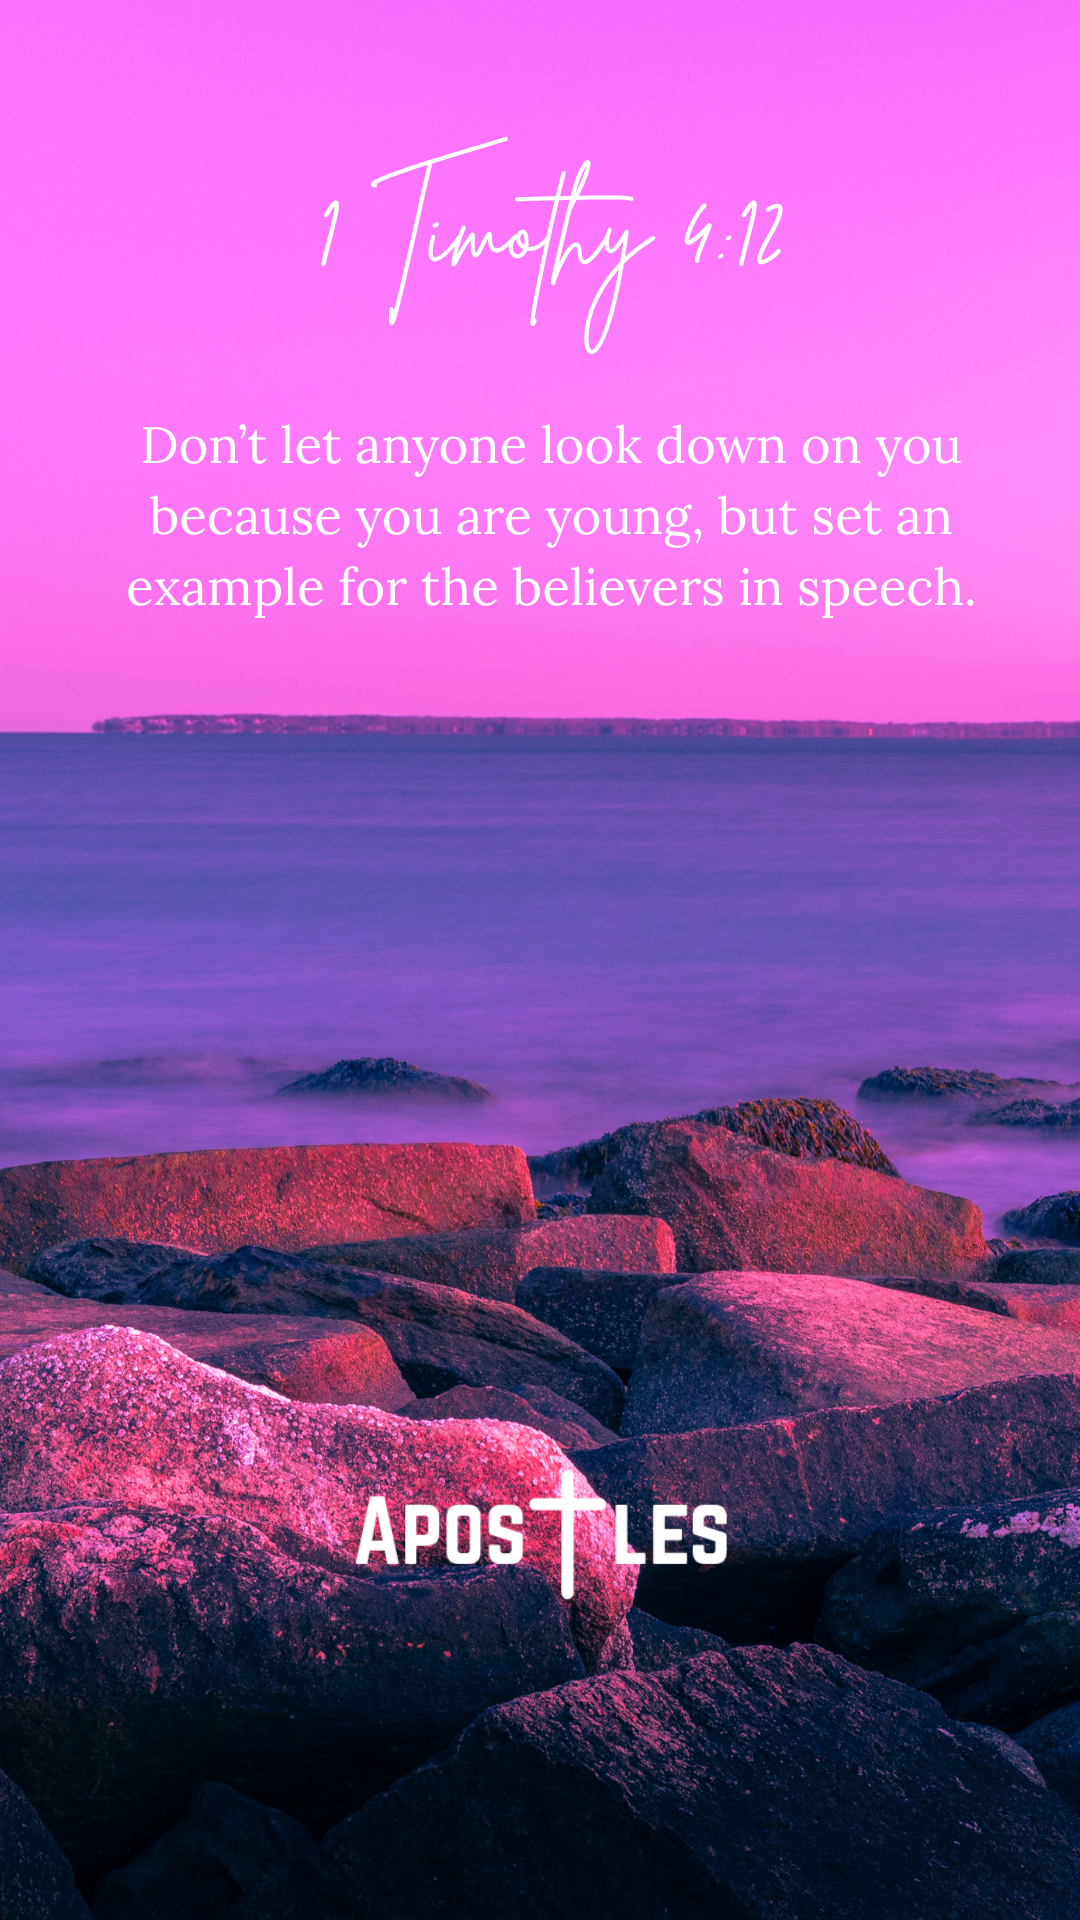 1 Timothy 4:12
Don’t let anyone look down on you
because you are young, but set an
example for the believers in speech.
APOSTLES